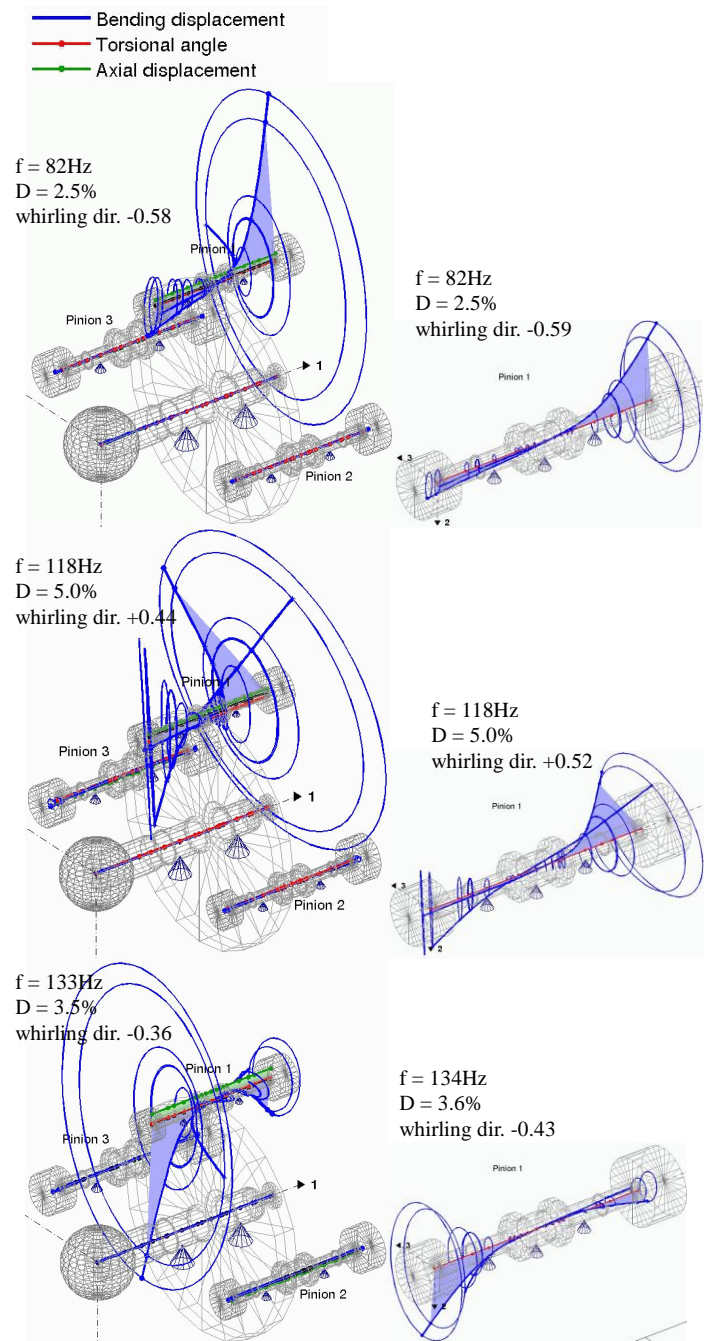 Bending displacement
Torsional angle
Axial displacement
f = 82Hz
D = 2.5%
whirling dir. -0.58
Pinion 1
Pinion 3
1
Pinion 2
f = 82Hz
D = 2.5%
whirling dir. -0.59
Pinion 1
3
2
f = 118Hz
D = 5.0%
whirling dir. +0.44
Pinion 1
Pinion 3
1
Pinion 2
f = 118Hz
D = 5.0%
whirling dir. +0.52
Pinion 1
3
2
f = 133Hz
D = 3.5%
whirling dir. -0.36
Pinion 1
Pinion 3
1
Pinion 2
f = 134Hz
D = 3.6%
whirling dir. -0.43
Pinion 1
3
2